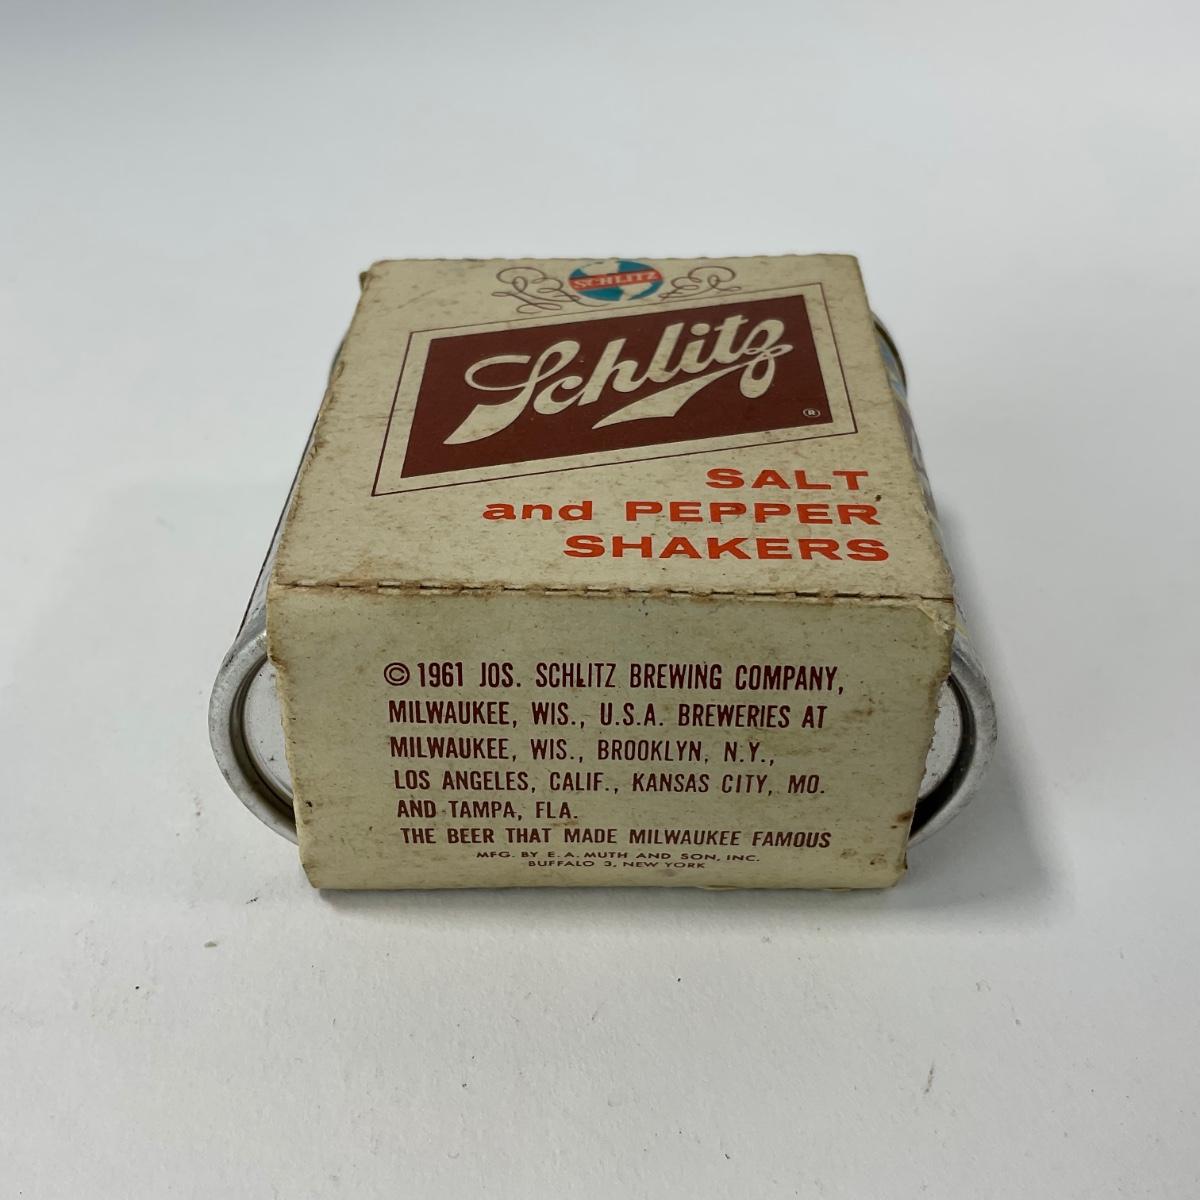 SCHLITZ
Schlitz
®
SALT
and PEPPER
SHAKERS
© 1961 JOS. SCHLITZ BREWING COMPANY,
MILWAUKEE, WIS., U.S.A. BREWERIES AT
MILWAUKEE, WIS., BROOKLYN, N.Y.,
LOS ANGELES, CALIF., KANSAS CITY, MO.
AND TAMPA, FLA.
THE BEER THAT MADE MILWAUKEE FAMOUS
MFG. BY E. A. MUTH AND SON, INC.
BUFFALO 3, NEW YORK